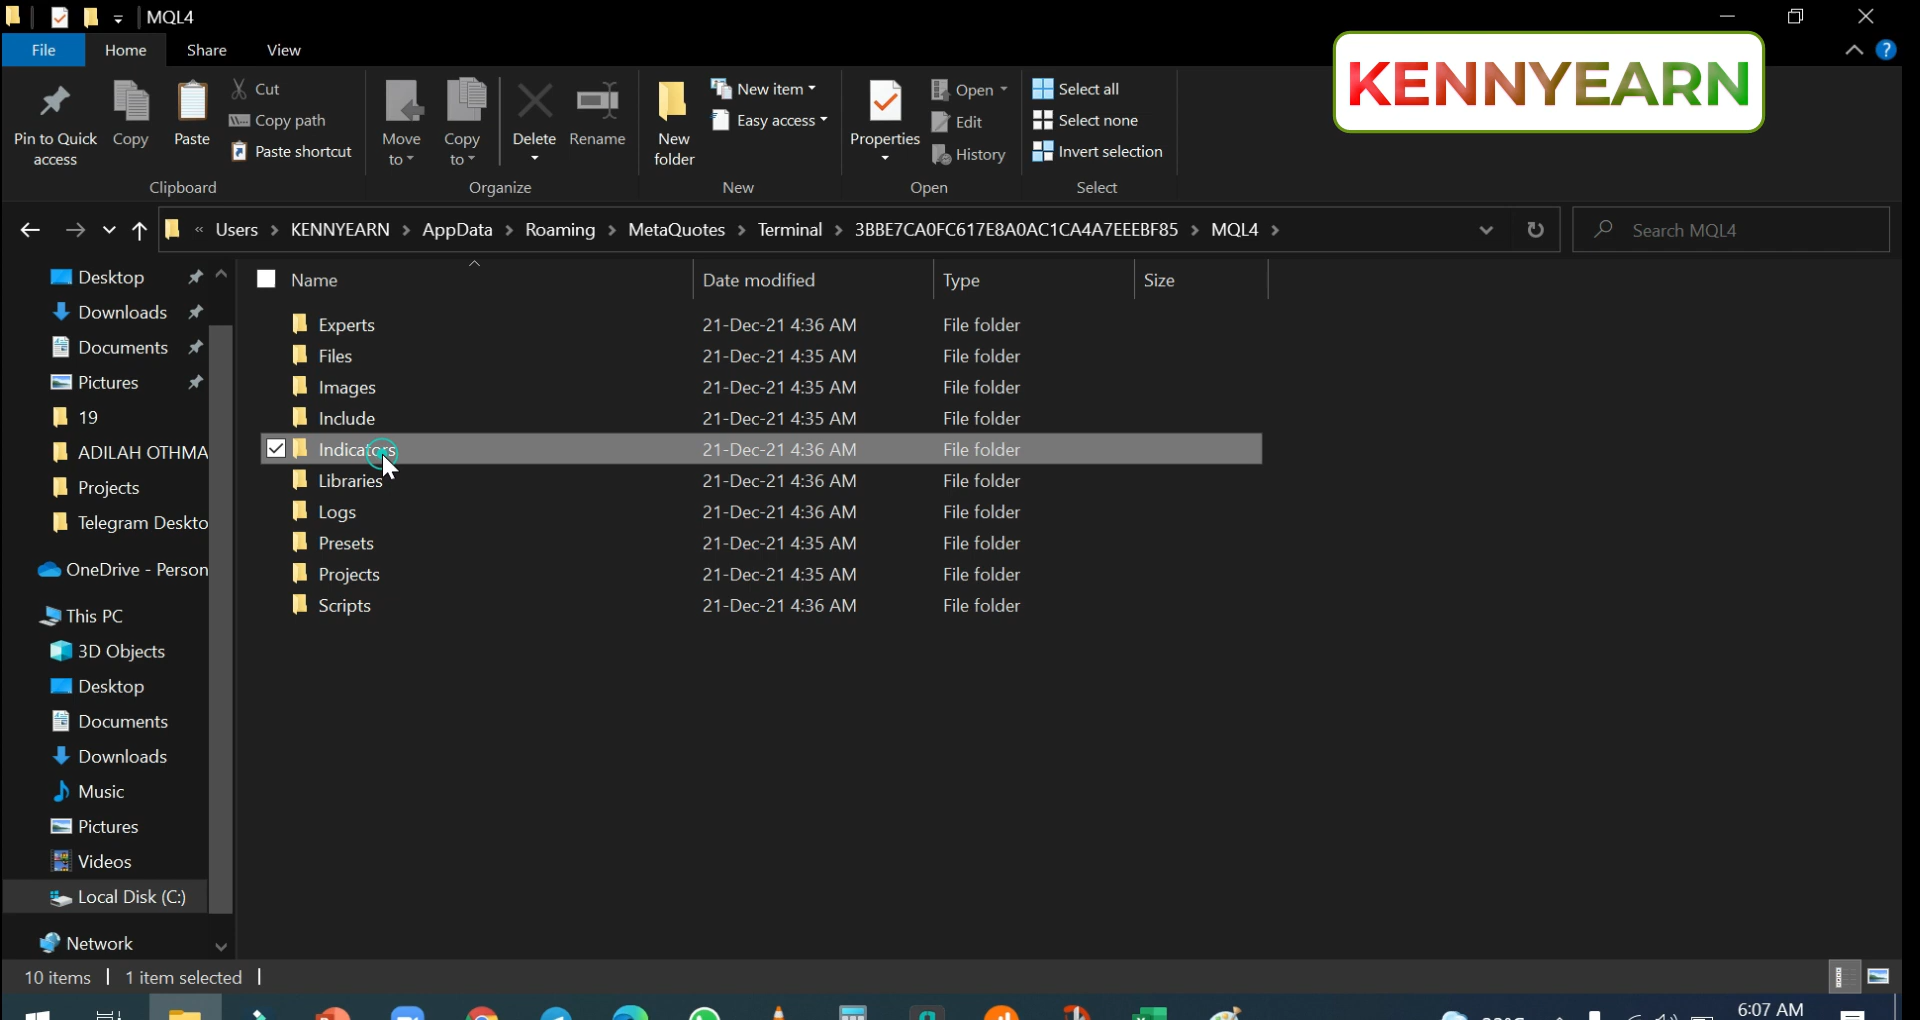 MQL4
File Home Share View
KENNYEARN
Pin to Quick access
Copy
Paste
Cut
Copy path
Paste shortcut
Clipboard
Move to
Copy to
Delete
Rename
Organize
New folder
New item
Easy access
New
Properties
Open
Edit
History
Open
Select all
Select none
Invert selection
Select
« Users > KENNYEARN > AppData > Roaming > MetaQuotes > Terminal > 3BBE7CA0FC617E8A0AC1CA4A7EEEBF85 > MQL4 >
Search MQL4
Desktop
Downloads
Documents
Pictures
19
ADILAH OTHMA
Projects
Telegram Deskto
OneDrive - Person
This PC
3D Objects
Desktop
Documents
Downloads
Music
Pictures
Videos
Local Disk (C:)
Network
Name Date modified Type Size
Experts 21-Dec-21 4:36 AM File folder
Files 21-Dec-21 4:35 AM File folder
Images 21-Dec-21 4:35 AM File folder
Include 21-Dec-21 4:35 AM File folder
Indicators 21-Dec-21 4:36 AM File folder
Libraries 21-Dec-21 4:36 AM File folder
Logs 21-Dec-21 4:36 AM File folder
Presets 21-Dec-21 4:35 AM File folder
Projects 21-Dec-21 4:35 AM File folder
Scripts 21-Dec-21 4:36 AM File folder
10 items 1 item selected
6:07 AM